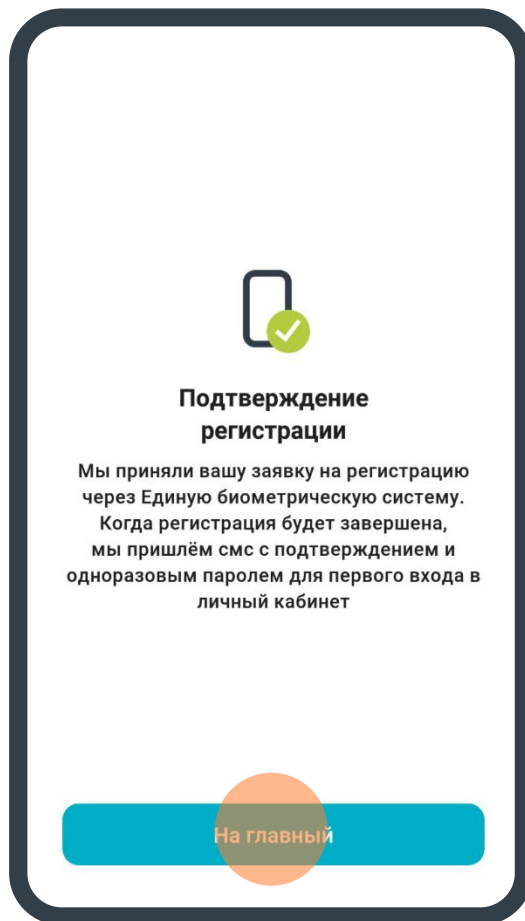 Подтверждение
регистрации
Мы приняли вашу заявку на регистрацию
через Единую биометрическую систему.
Когда регистрация будет завершена,
мы пришлём смс с подтверждением и
одноразовым паролем для первого входа в
личный кабинет
На главный